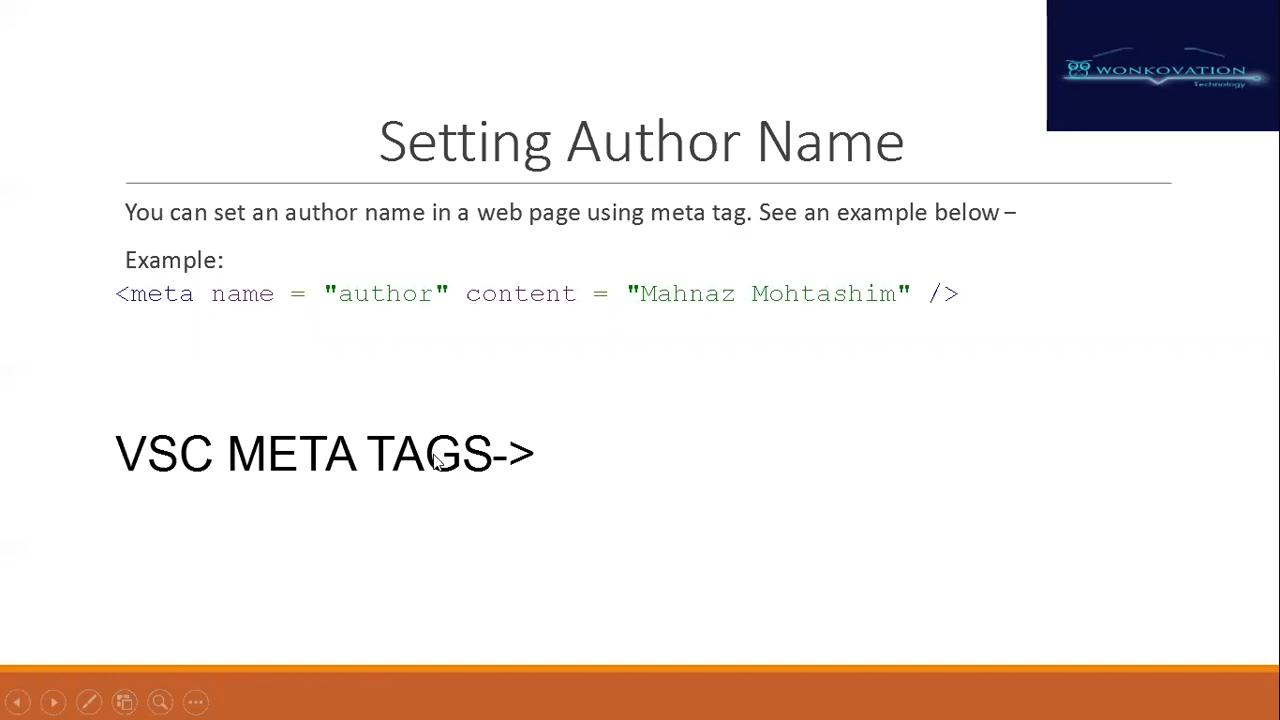 WONKOVATION
Technology
Setting Author Name
You can set an author name in a web page using meta tag. See an example below –
Example:
<meta name = "author" content = "Mahnaz Mohtashim" />
VSC META TAGS->